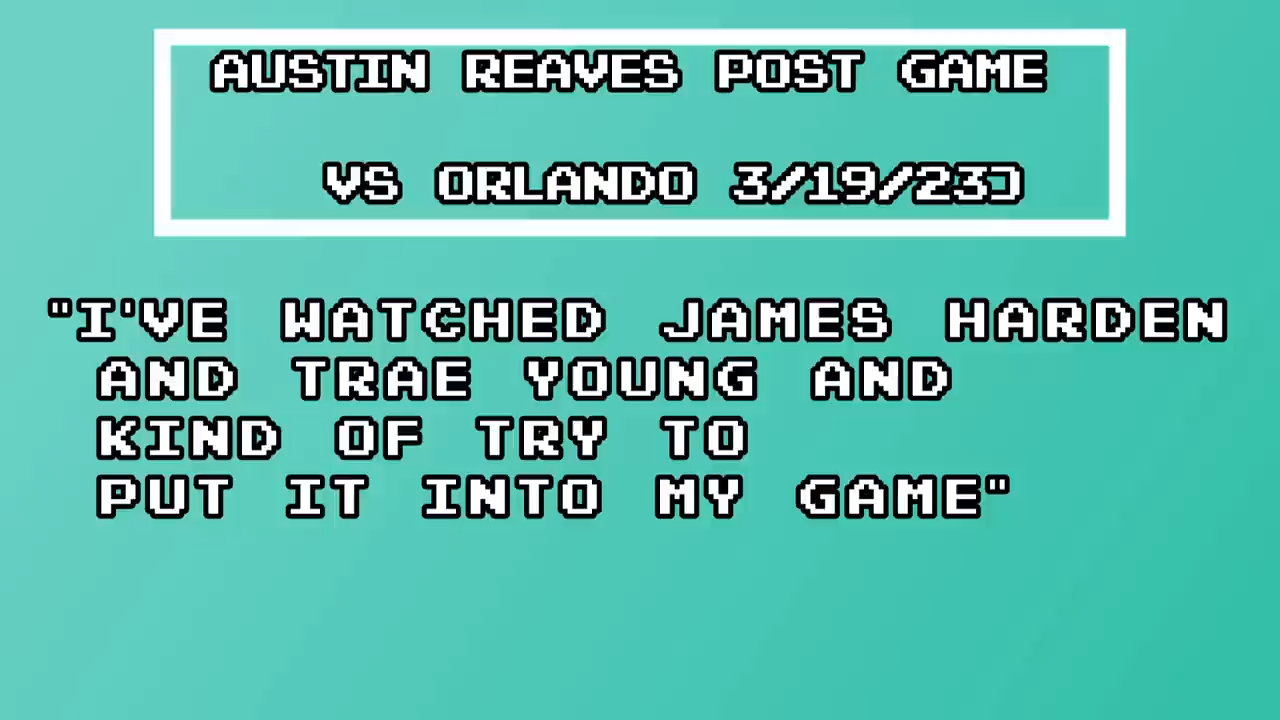 AUSTIN REAVES POST GAME
VS ORLANDO 3/19/23)
"I'VE WATCHED JAMES HARDEN
AND TRAE YOUNG AND
KIND OF TRY TO
PUT IT INTO MY GAME"